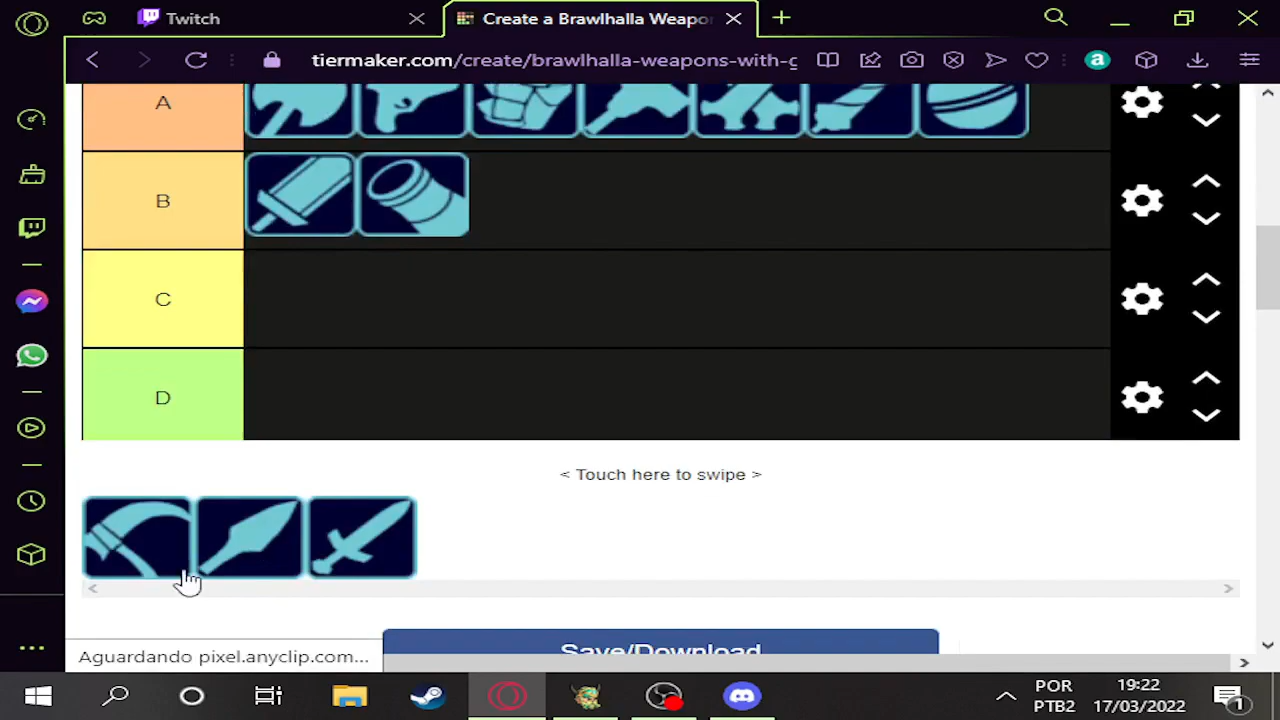 Twitch
Create a Brawlhalla Weapo
tiermaker.com/create/brawlhalla-weapons-with-g
A
B
C
D
< Touch here to swipe >
Save/Download
Aguardando pixel.anyclip.com...
POR
PTB2
19:22
17/03/2022
1